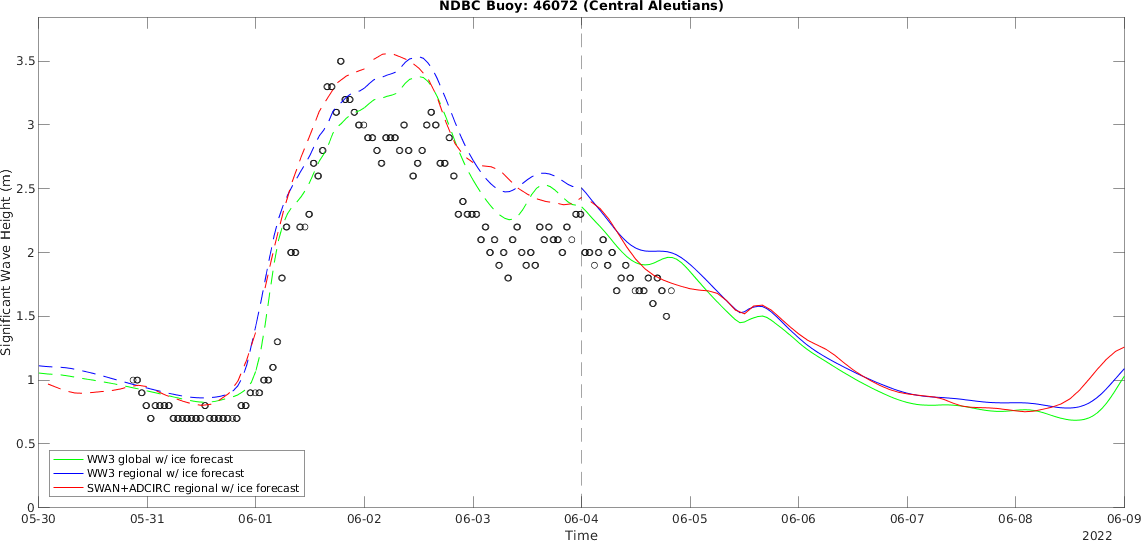 NDBC Buoy: 46072 (Central Aleutians)
Significant Wave Height (m)
3.5
3
2.5
2
1.5
1
0.5
0
WW3 global w/ ice forecast
WW3 regional w/ ice forecast
SWAN+ADCIRC regional w/ ice forecast
05-30 05-31 06-01 06-02 06-03 06-04 06-05 06-06 06-07 06-08 06-09
Time
2022